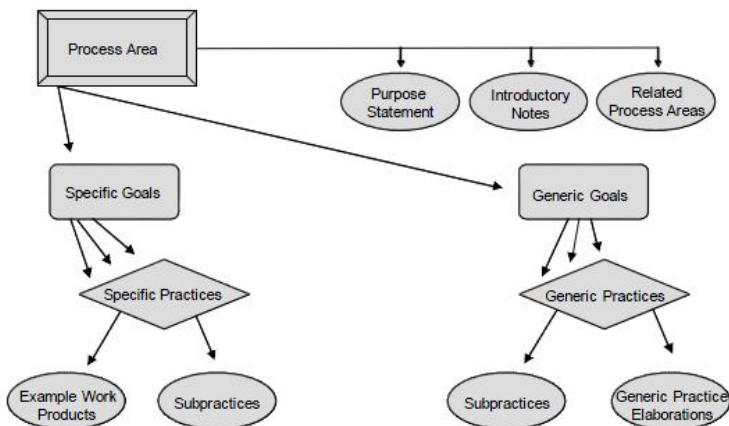 Process Area
Purpose
Statement
Introductory
Notes
Related
Process Areas
Specific Goals
Generic Goals
Specific Practices
Generic Practices
Example Work
Products
Subpractices
Subpractices
Generic Practice
Elaborations